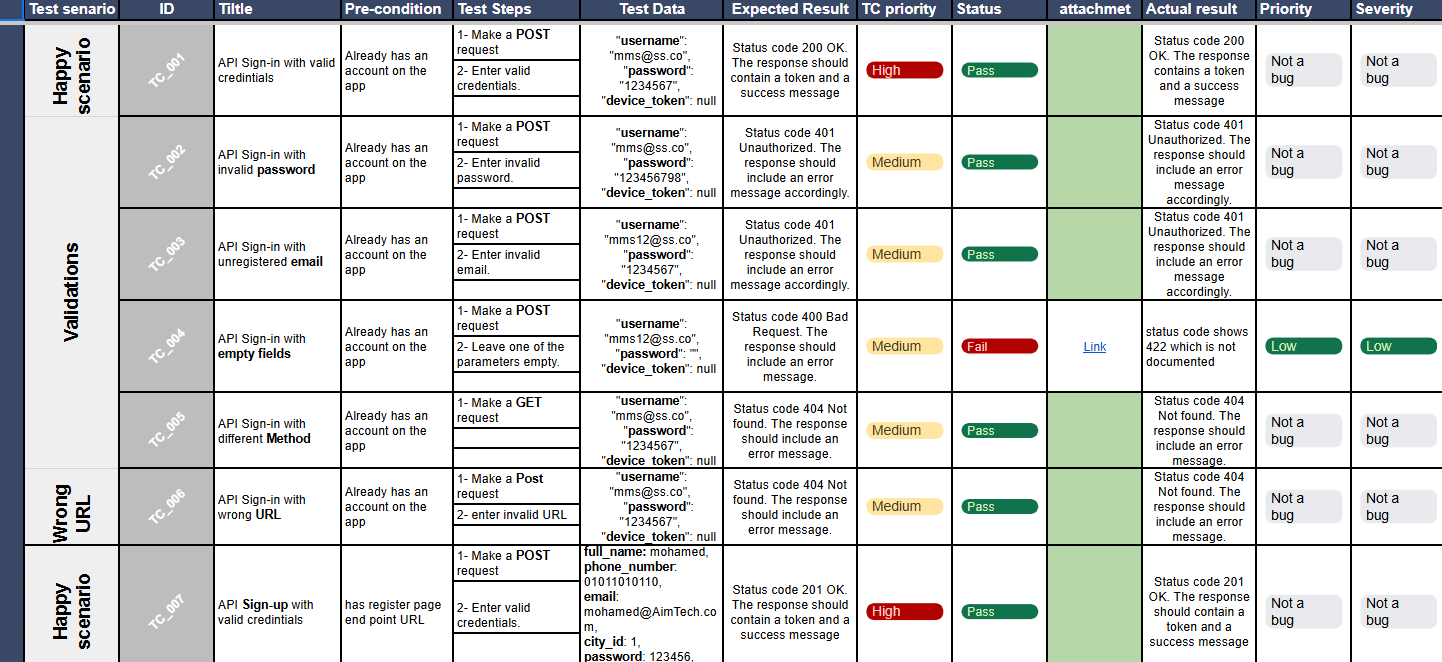 Test senario ID Tiltle Pre-condition Test Steps Test Data Expected Result TC priority Status attachmet Actual result Priority Severity
Happy
scenario
TC_001
API Sign-in with valid
credintials
Already has an
account on the
app
1- Make a POST
request
2- Enter valid
credentials.
"username":
"mms@ss.co",
"password":
"1234567",
"device_token": null
Status code 200 OK.
The response should
contain a token and a
success message
High
Pass
Status code 200
OK. The response
contains a token
and a success
message
Not a
bug
Not a
bug
Validations
TC_002
API Sign-in with
invalid password
Already has an
account on the
app
1- Make a POST
request
2- Enter invalid
password.
"username":
"mms@ss.co",
"password":
"123456798",
"device_token": null
Status code 401
Unauthorized. The
response should
include an error
message accordingly.
Medium
Pass
Status code 401
Unauthorized. The
response should
include an error
message
accordingly.
Not a
bug
Not a
bug
TC_003
API Sign-in with
unregistered email
Already has an
account on the
app
1- Make a POST
request
2- Enter invalid
email.
"username":
"mms12@ss.co",
"password":
"1234567",
"device_token": null
Status code 401
Unauthorized. The
response should
include an error
message accordingly.
Medium
Pass
Status code 401
Unauthorized. The
response should
include an error
message
accordingly.
Not a
bug
Not a
bug
TC_004
API Sign-in with
empty fields
Already has an
account on the
app
1- Make a POST
request
2- Leave one of the
parameters empty.
"username":
"mms12@ss.co",
"password": "",
"device_token": null
Status code 400 Bad
Request. The
response should
include an error
message.
Medium
Fail
Link
status code shows
422 which is not
documented
Low
Low
TC_005
API Sign-in with
different Method
Already has an
account on the
app
1- Make a GET
request
"username":
"mms@ss.co",
"password":
"1234567",
"device_token": null
Status code 404 Not
found. The response
should include an
error message.
Medium
Pass
Status code 404
Not found. The
response should
include an error
message.
Not a
bug
Not a
bug
Wrong
URL
TC_006
API Sign-in with
wrong URL
Already has an
account on the
app
1- Make a Post
request
2- enter invalid URL
"username":
"mms@ss.co",
"password":
"1234567",
"device_token": null
Status code 404 Not
found. The response
should include an
error message.
Medium
Pass
Status code 404
Not found. The
response should
include an error
message.
Not a
bug
Not a
bug
Happy
scenario
TC_007
API Sign-up with
valid credintials
has register page
end point URL
1- Make a POST
request
2- Enter valid
credentials.
full_name: mohamed,
phone_number:
01011010110,
email:
mohamed@AimTech.co
m,
city_id: 1,
password: 123456,
Status code 201 OK.
The response should
contain a token and a
success message
High
Pass
Status code 201
OK. The response
should contain a
token and a
success message
Not a
bug
Not a
bug